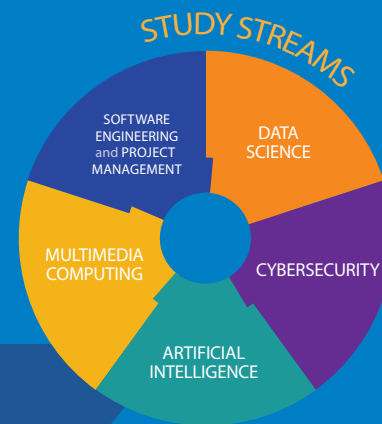 STUDY STREAMS
SOFTWARE
ENGINEERING
and PROJECT
MANAGEMENT
DATA
SCIENCE
MULTIMEDIA
COMPUTING
CYBERSECURITY
ARTIFICIAL
INTELLIGENCE